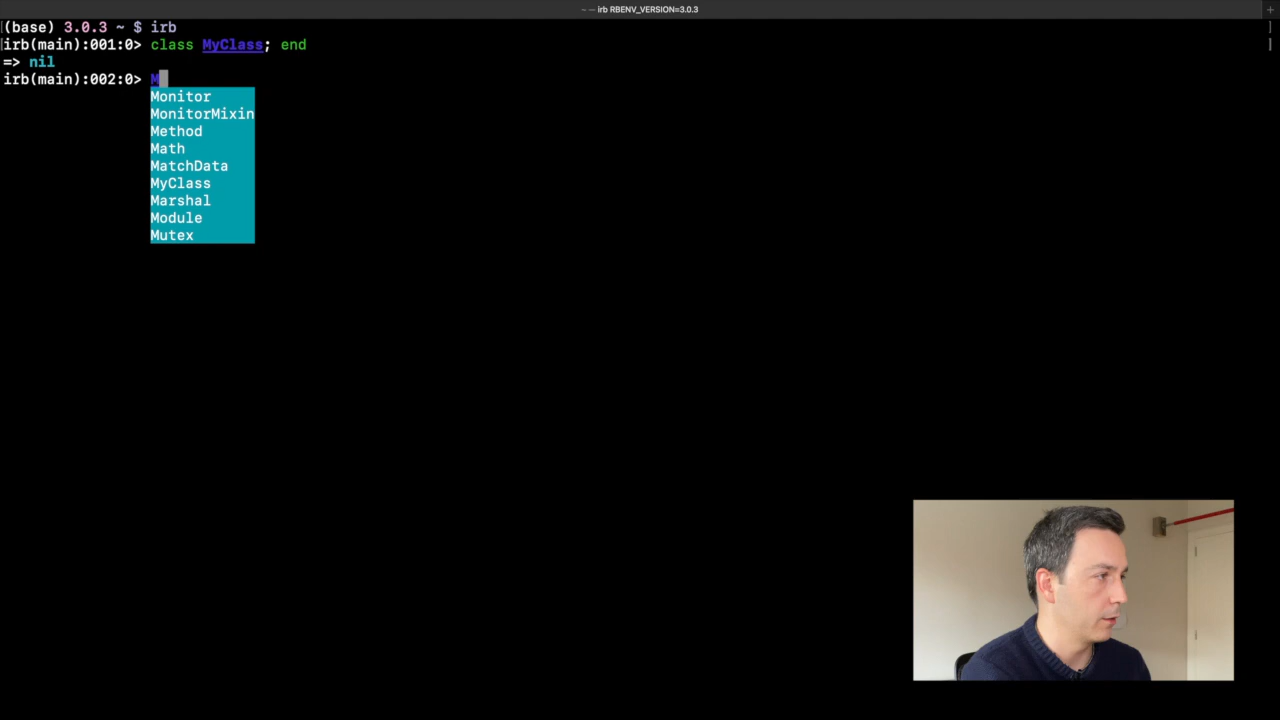 ~ — irb RBENV_VERSION=3.0.3
(base) 3.0.3 ~ $ irb
irb(main):001:0> class MyClass; end
=> nil
irb(main):002:0> M
Monitor
MonitorMixin
Method
Math
MatchData
MyClass
Marshal
Module
Mutex